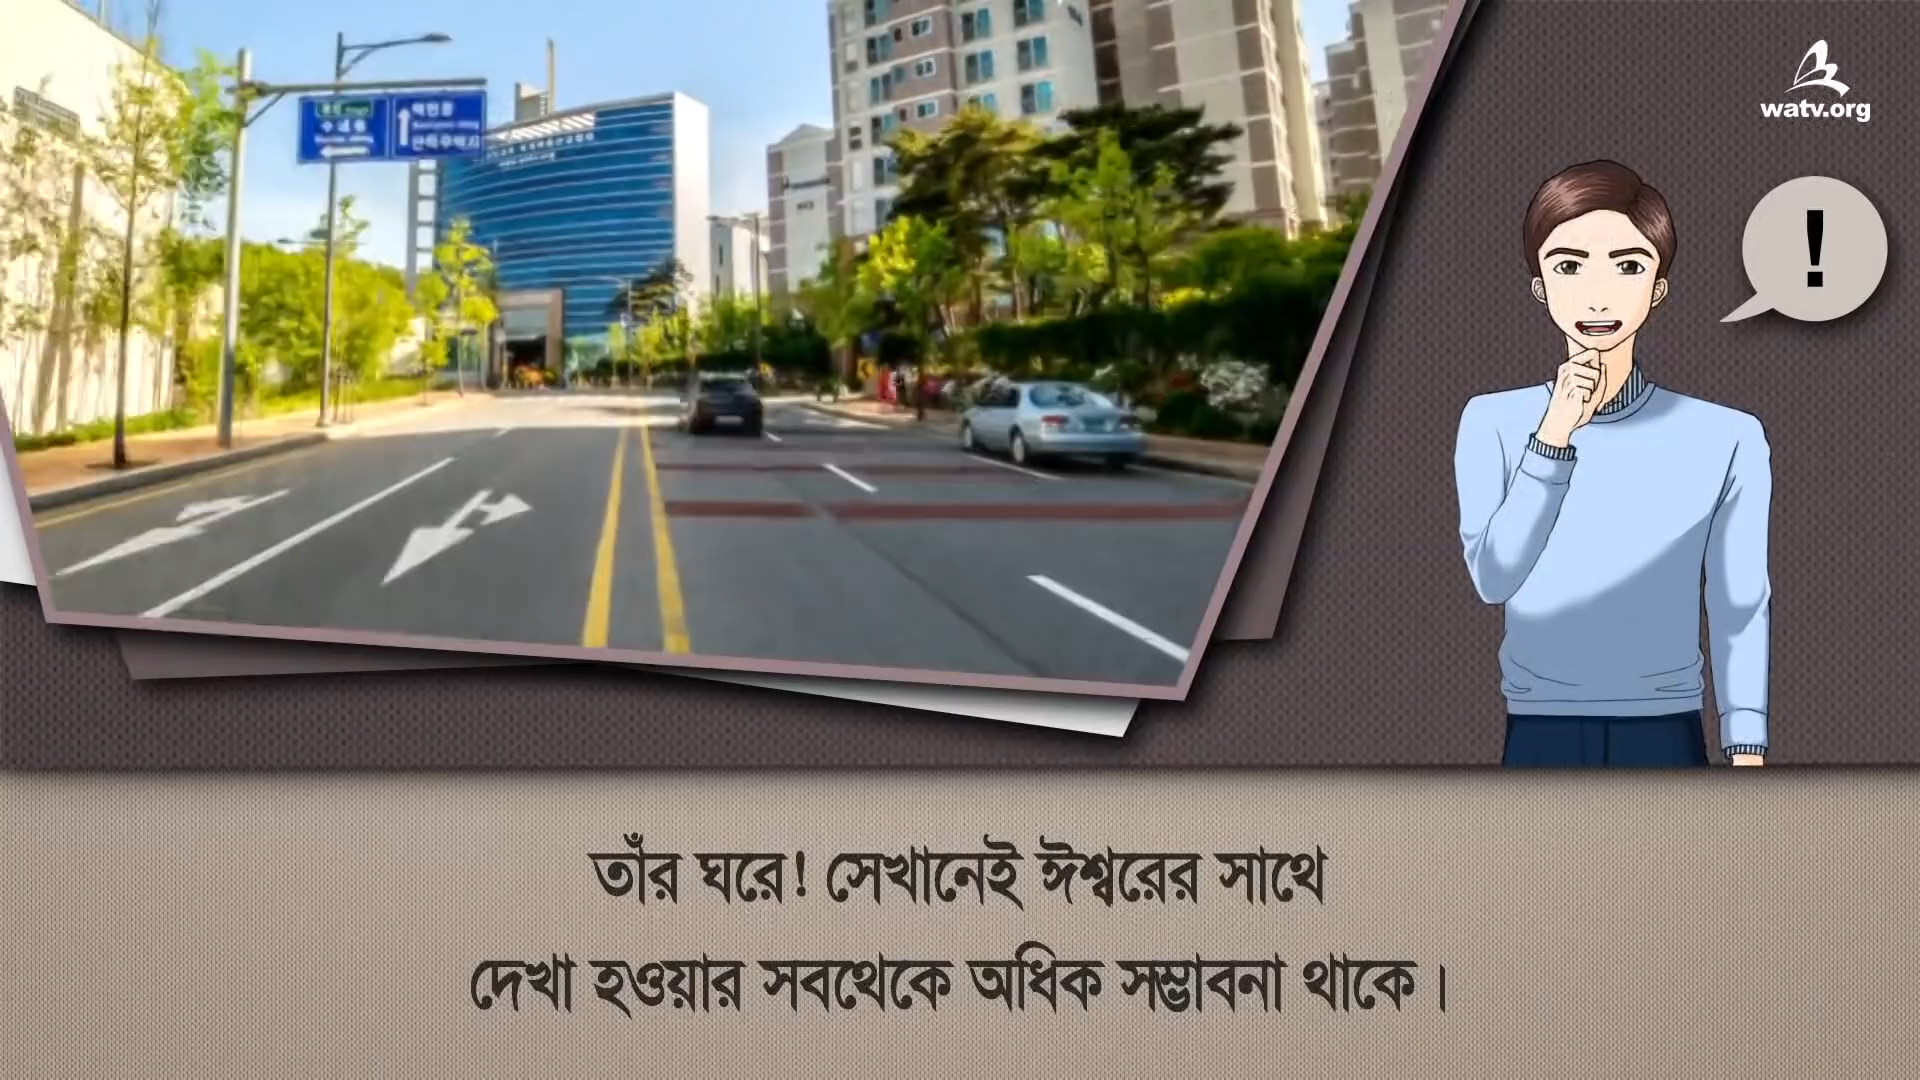 watv.org
!
তাঁর ঘরে! সেখানেই ঈশ্বরের সাথে
দেখা হওয়ার সবথেকে অধিক সম্ভাবনা থাকে।